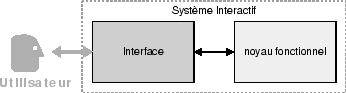 Système Interactif
Interface
noyau fonctionnel
Utilisateur